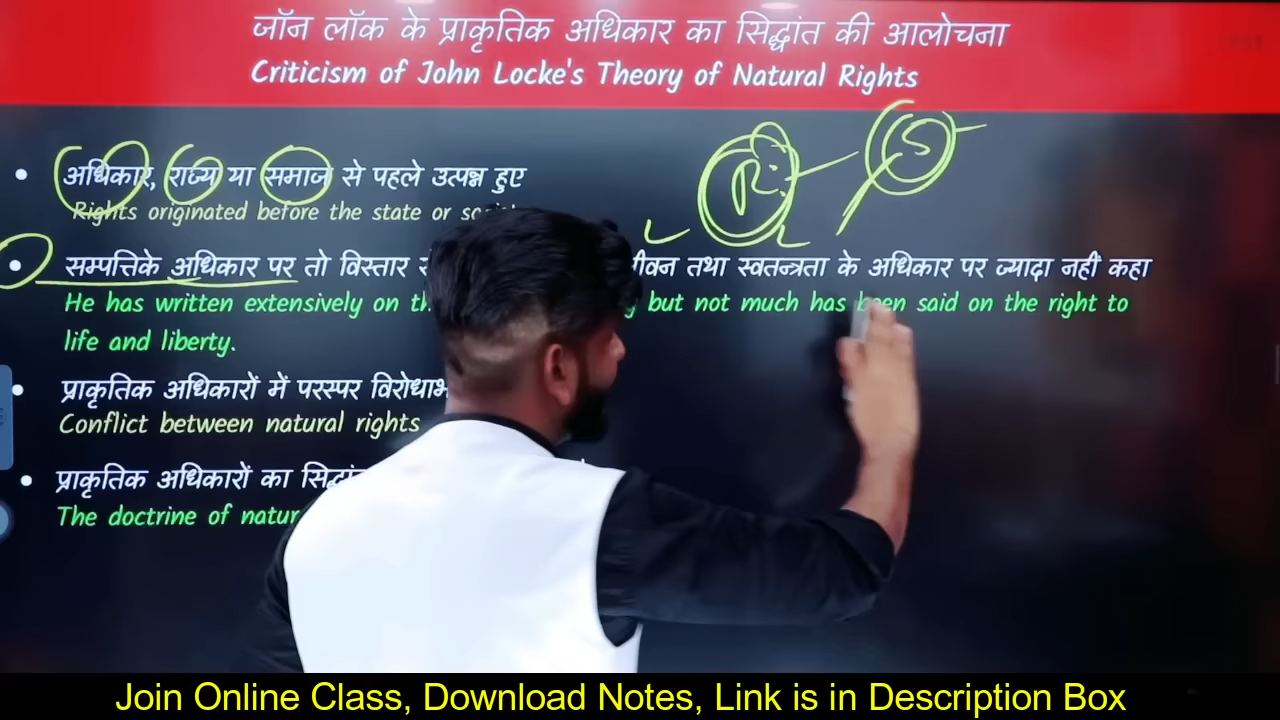 जॉन लॉक के प्राकृतिक अधिकार का सिद्धांत की आलोचना
Criticism of John Locke's Theory of Natural Rights
• अधिकार, राज्य या समाज से पहले उत्पन्न हुए
Rights originated before the state or
R S
• सम्पत्तिके अधिकार पर तो विस्तार तथा स्वतन्त्रता के अधिकार पर ज्यादा नहीं कहा
He has written extensively on but not much has been said on the right to
life and liberty.
• प्राकृतिक अधिकारों में परस्पर
Conflict between natural rights
• प्राकृतिक अधिकारों का
The doctrine of
Join Online Class, Download Notes, Link is in Description Box